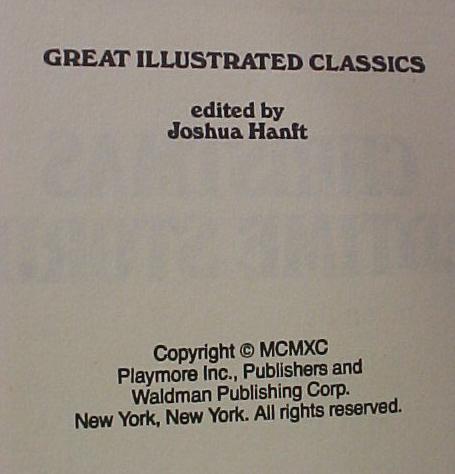 GREAT ILLUSTRATED CLASSICS
edited by
Joshua Hanft
Copyright © MCMXC
Playmore Inc., Publishers and
Waldman Publishing Corp.
New York, New York. All rights reserved.